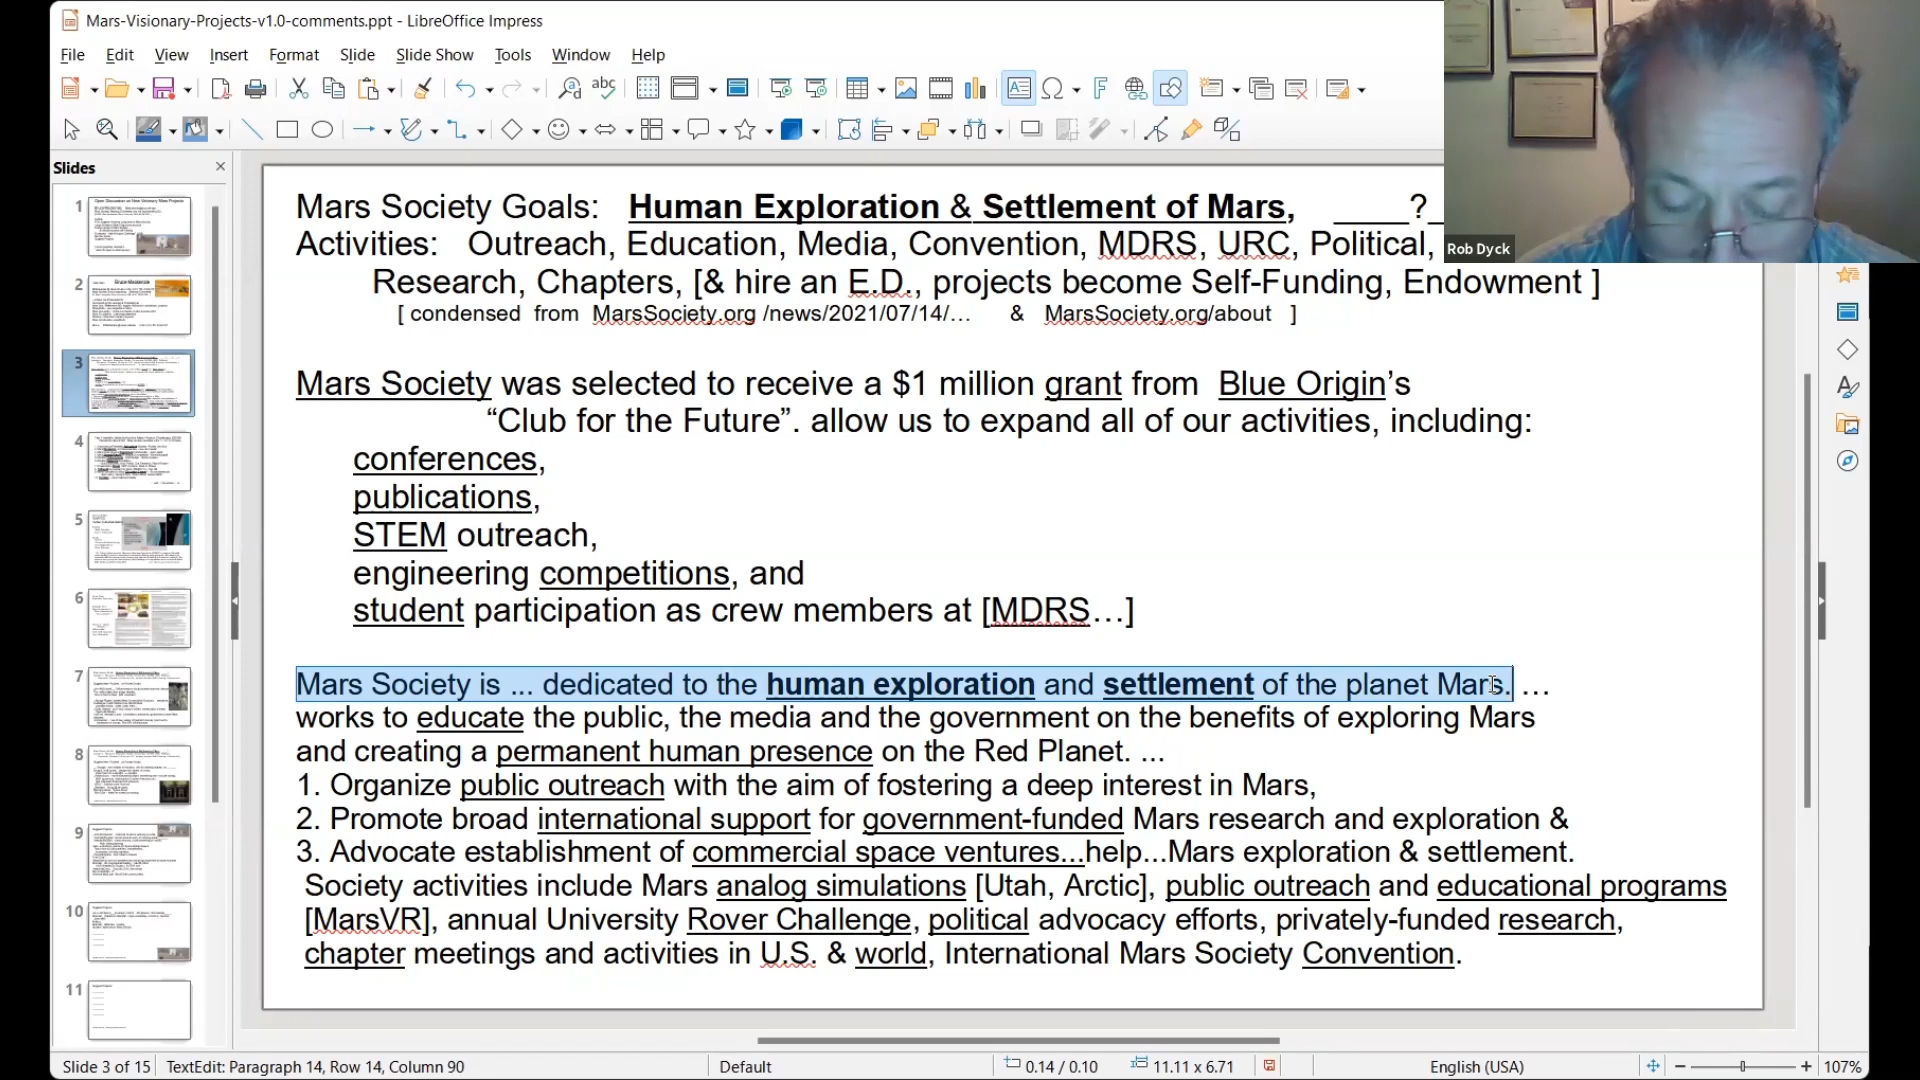 Mars-Visionary-Projects-v1.0-comments.ppt - LibreOffice Impress
File Edit View Insert Format Slide Slide Show Tools Window Help
Slides
Mars Society Goals: Human Exploration & Settlement of Mars, _____?_
Activities: Outreach, Education, Media, Convention, MDRS, URC, Political,
Research, Chapters, [& hire an E.D., projects become Self-Funding, Endowment ]
[ condensed from MarsSociety.org /news/2021/07/14/… & MarsSociety.org/about ]
Mars Society was selected to receive a $1 million grant from Blue Origin’s
“Club for the Future”. allow us to expand all of our activities, including:
conferences,
publications,
STEM outreach,
engineering competitions, and
student participation as crew members at [MDRS…]
Mars Society is ... dedicated to the human exploration and settlement of the planet Mars. …
works to educate the public, the media and the government on the benefits of exploring Mars
and creating a permanent human presence on the Red Planet. ...
1. Organize public outreach with the aim of fostering a deep interest in Mars,
2. Promote broad international support for government-funded Mars research and exploration &
3. Advocate establishment of commercial space ventures...help...Mars exploration & settlement.
Society activities include Mars analog simulations [Utah, Arctic], public outreach and educational programs
[MarsVR], annual University Rover Challenge, political advocacy efforts, privately-funded research,
chapter meetings and activities in U.S. & world, International Mars Society Convention.
Rob Dyck
1
2
3
4
5
6
7
8
9
10
11
Slide 3 of 15 TextEdit: Paragraph 14, Row 14, Column 90 Default 0.14 / 0.10 11.11 x 6.71 English (USA) 107%